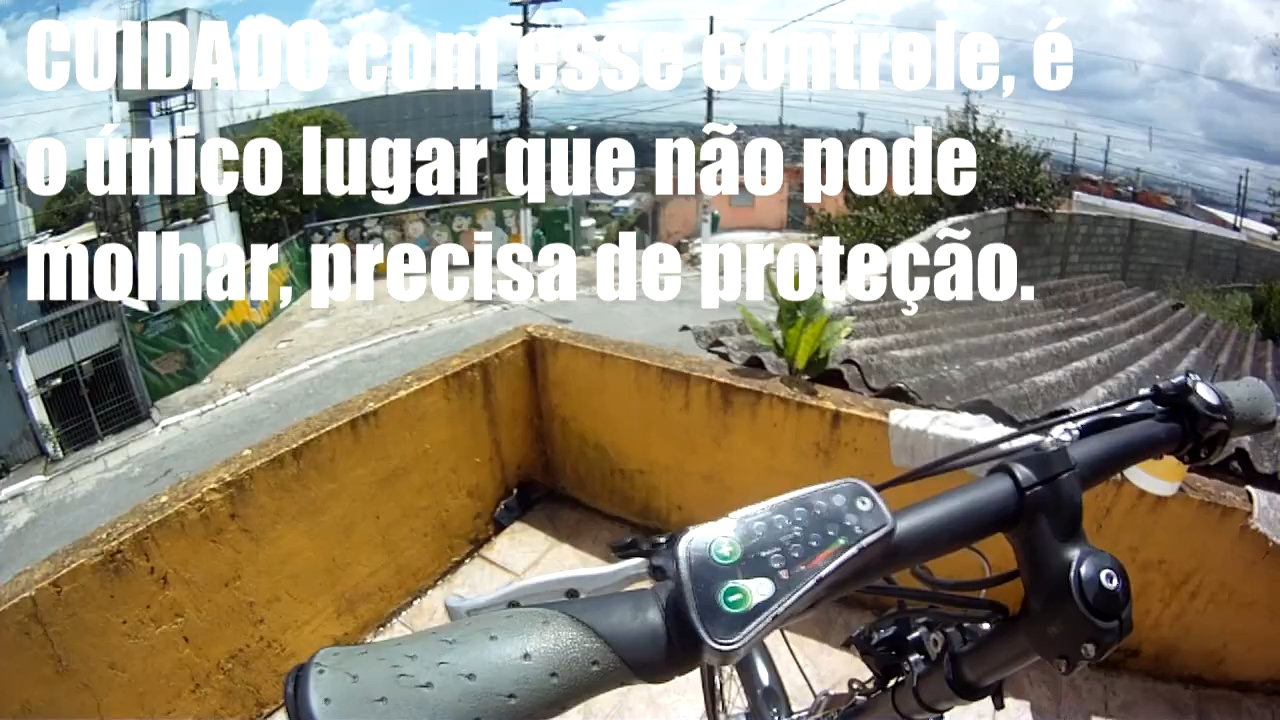 CUIDADO com esse controle, é
o único lugar que não pode
molhar, precisa de proteção.